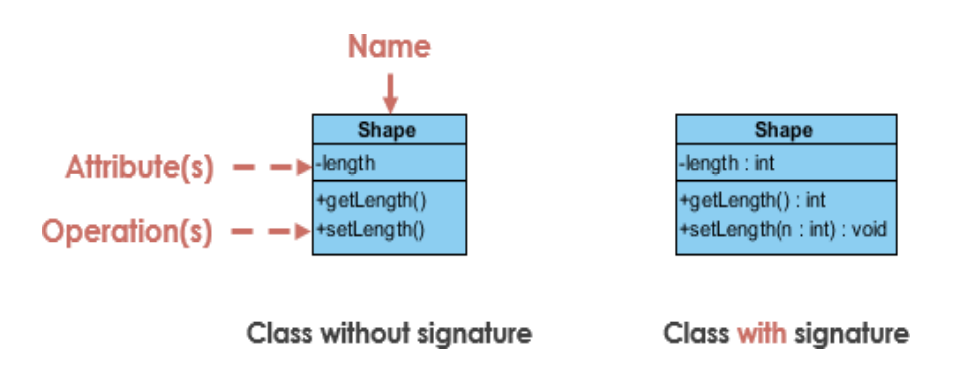 Name
Shape
Attribute(s)
-length
+getLength()
Operation(s)
+setLength()
Class without signature
Shape
-length : int
+getLength() : int
+setLength(n : int) : void
Class with signature